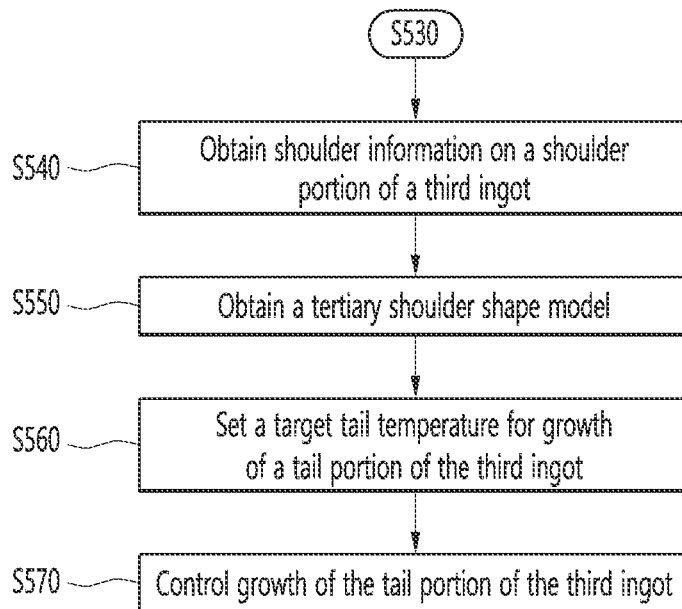 S530
S540
Obtain shoulder information on a shoulder
portion of a third ingot
S550
Obtain a tertiary shoulder shape model
S560
Set a target tail temperature for growth
of a tail portion of the third ingot
S570
Control growth of the tail portion of the third ingot